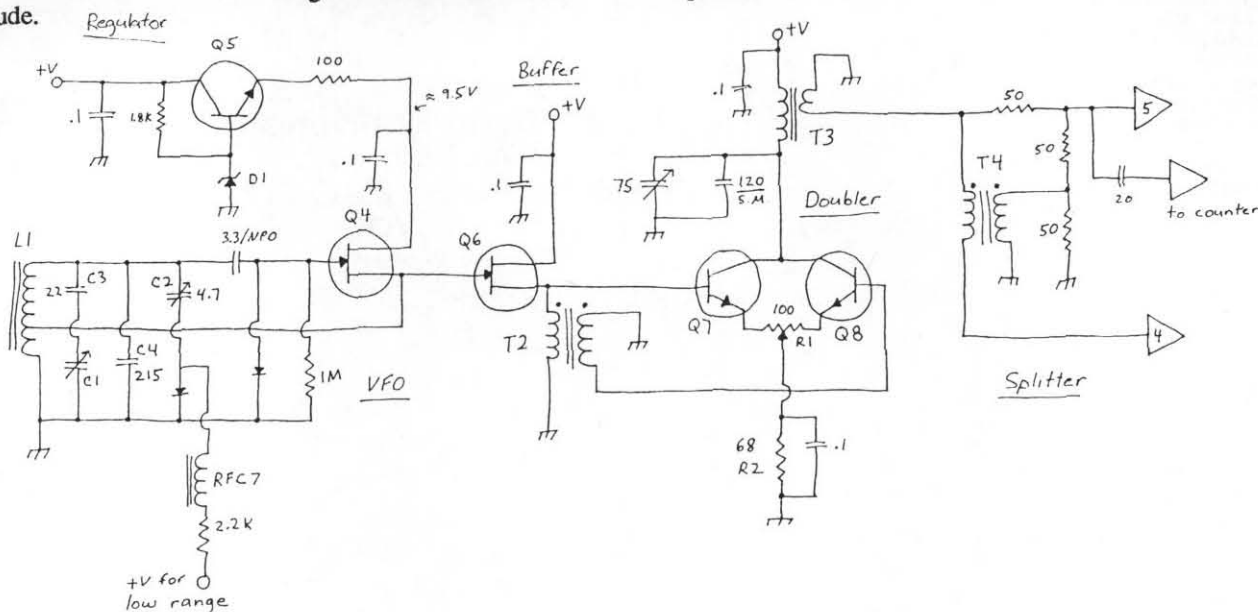 ude.
Regulator
Q5
+V
100
.1
1.8K
D1
≈ 9.5V
.1
Buffer
+V
.1
+V
.1
T3
75
120
S.M
Doubler
50
5
50
T4
20
to counter
50
4
Splitter
L1
C3
22
C2
4.7
3.3/NPO
Q4
Q6
C1
C4
215
1M
VFO
T2
Q7
100
R1
Q8
68
R2
.1
RFC7
2.2K
+V for
low range